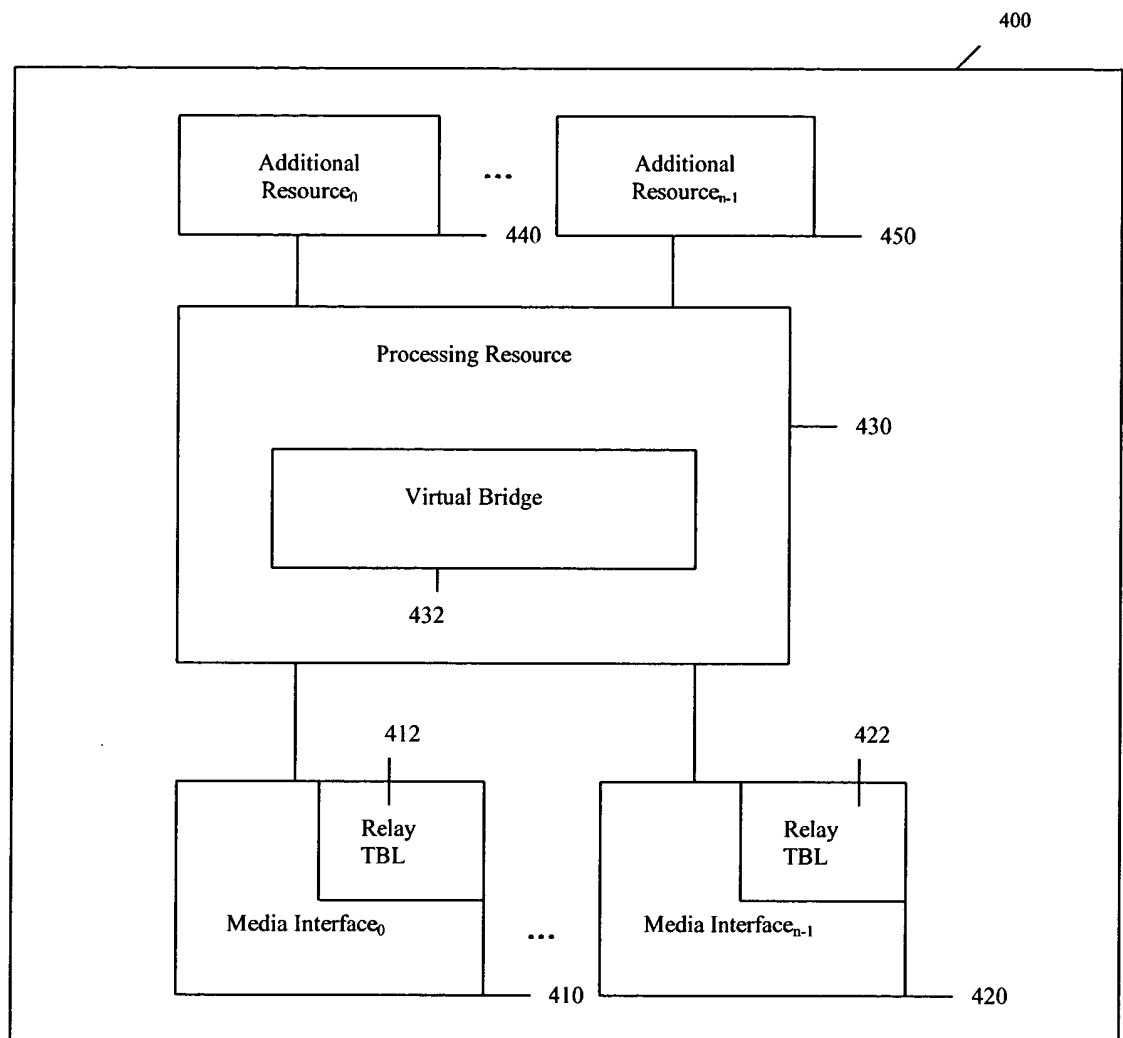 400
Additional
Resource0
...
Additional
Resourcen-1
440
450
Processing Resource
430
Virtual Bridge
432
412
422
Relay
TBL
Relay
TBL
Media Interface0
...
Media Interfacen-1
410
420